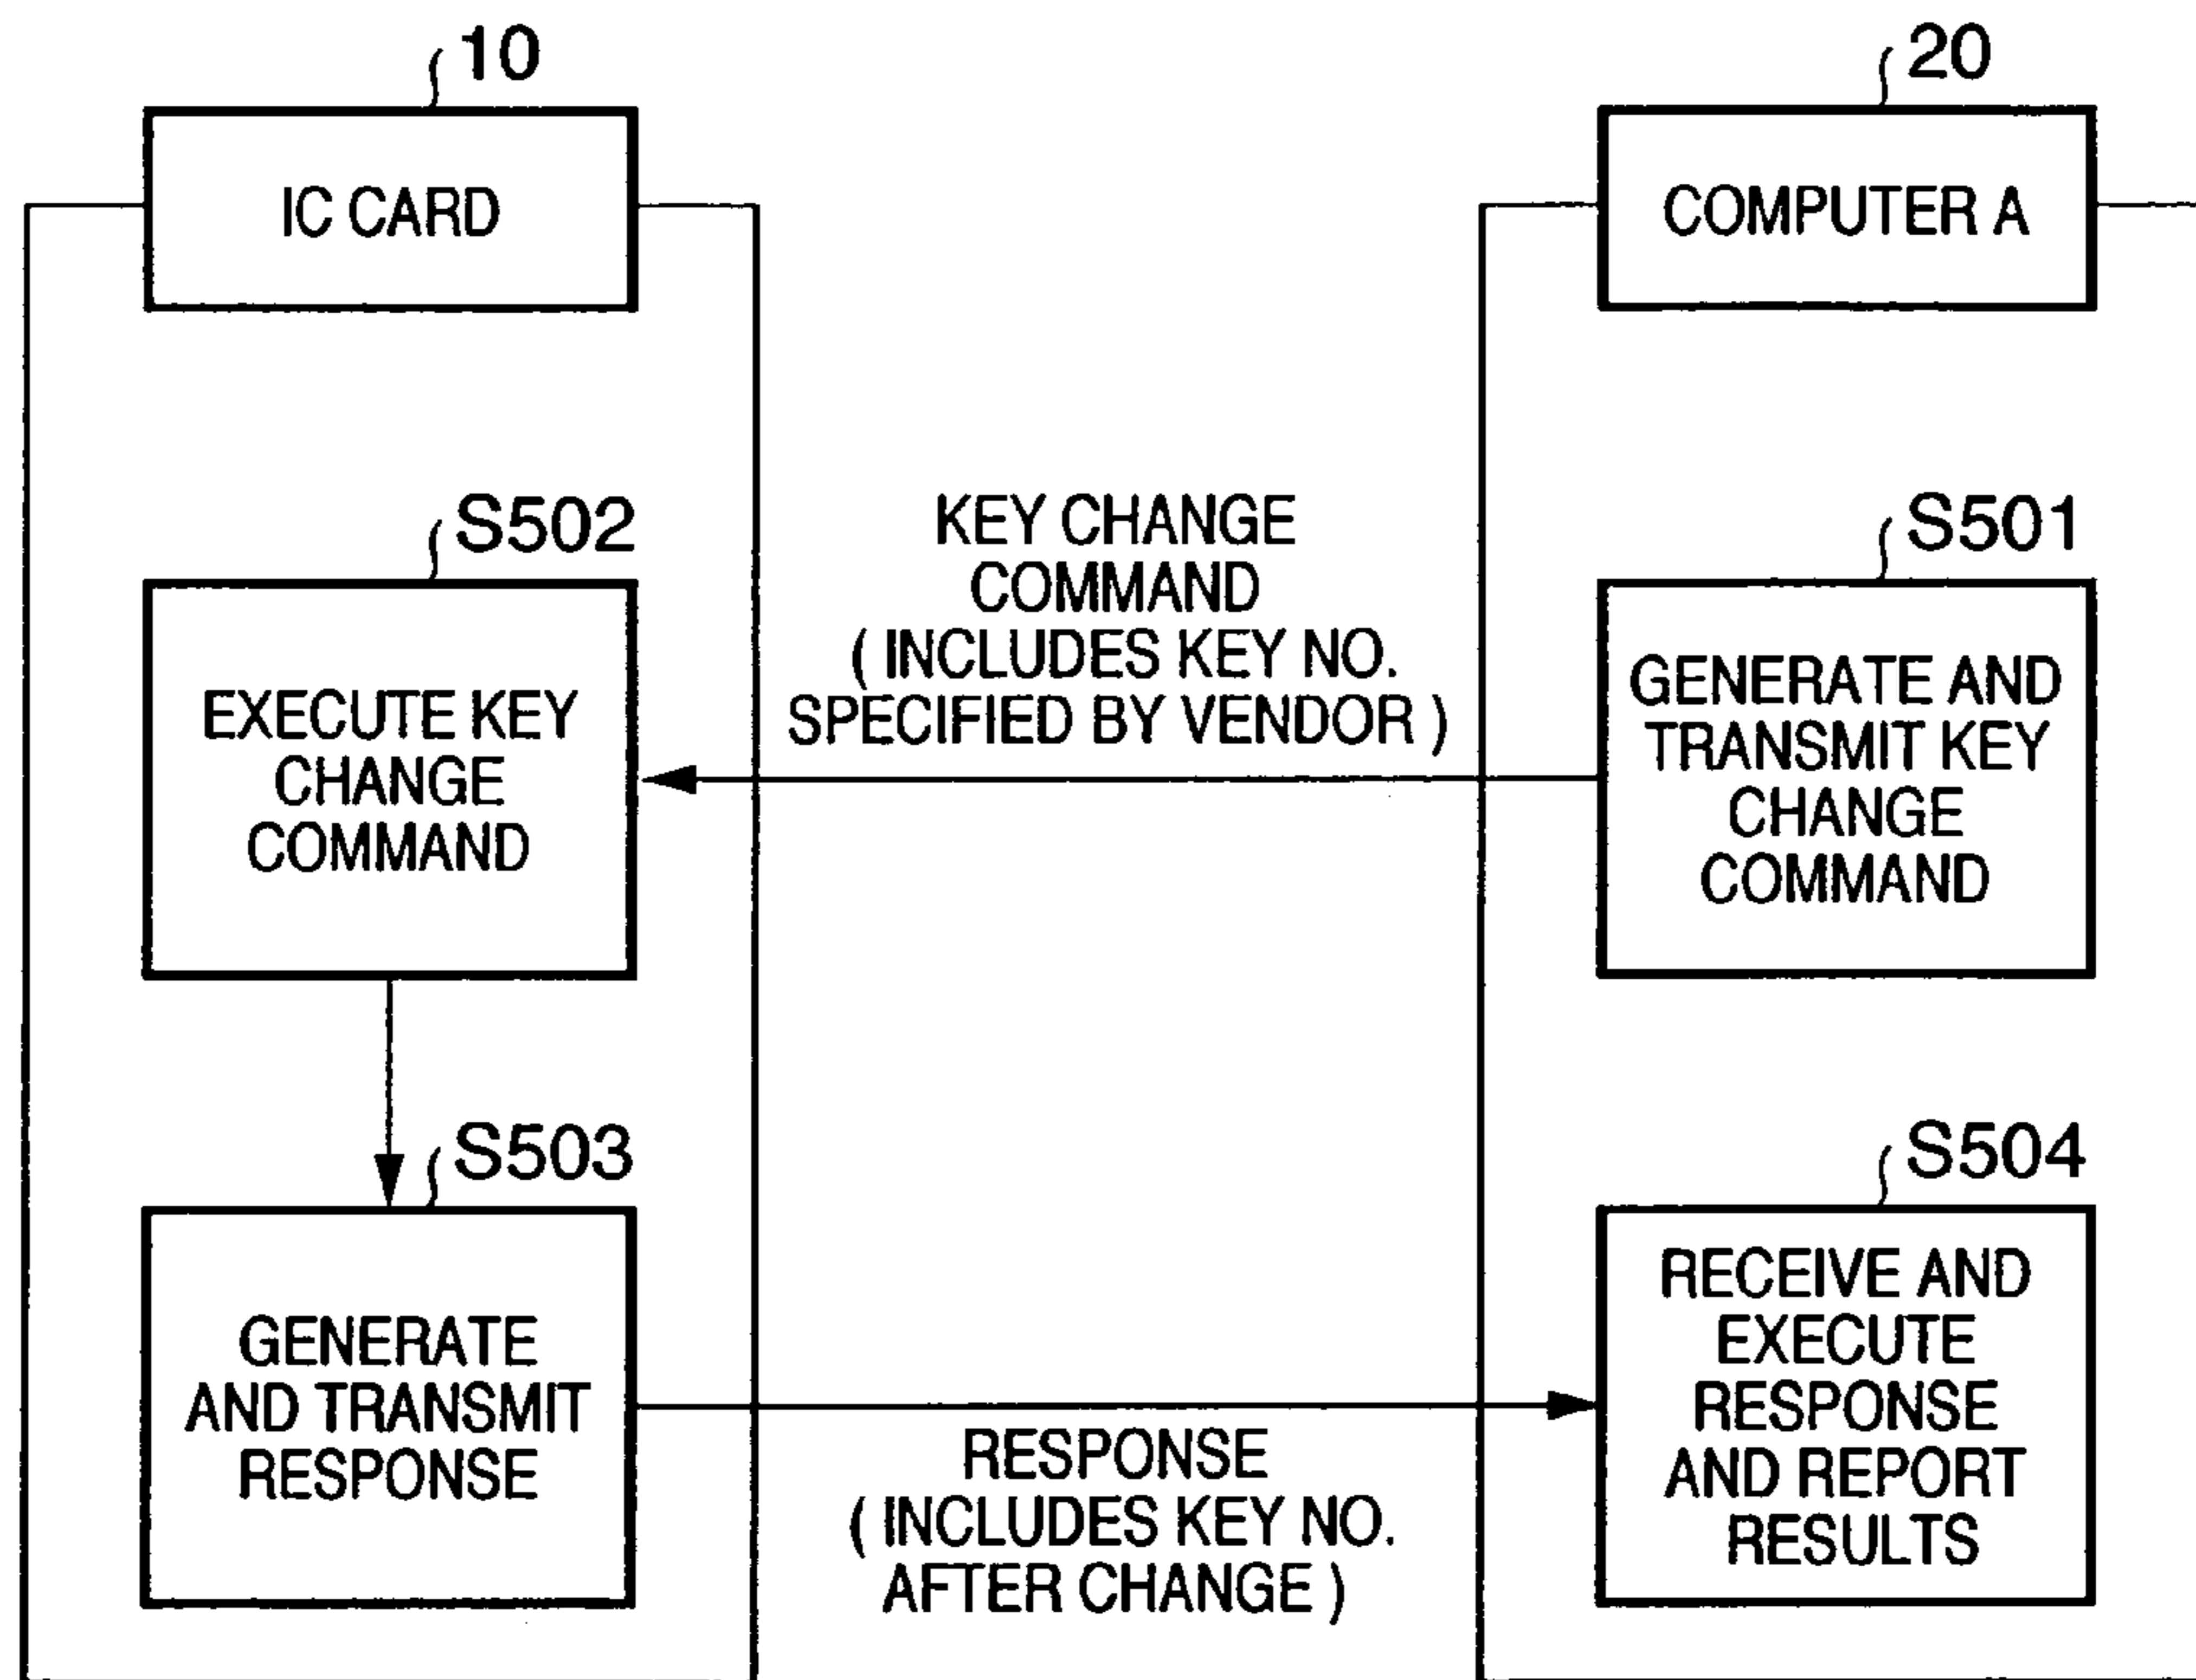 10
IC CARD
20
COMPUTER A
S502
EXECUTE KEY
CHANGE
COMMAND
KEY CHANGE
COMMAND
( INCLUDES KEY NO.
SPECIFIED BY VENDOR )
S501
GENERATE AND
TRANSMIT KEY
CHANGE
COMMAND
S503
GENERATE
AND TRANSMIT
RESPONSE
RESPONSE
( INCLUDES KEY NO.
AFTER CHANGE )
S504
RECEIVE AND
EXECUTE
RESPONSE
AND REPORT
RESULTS